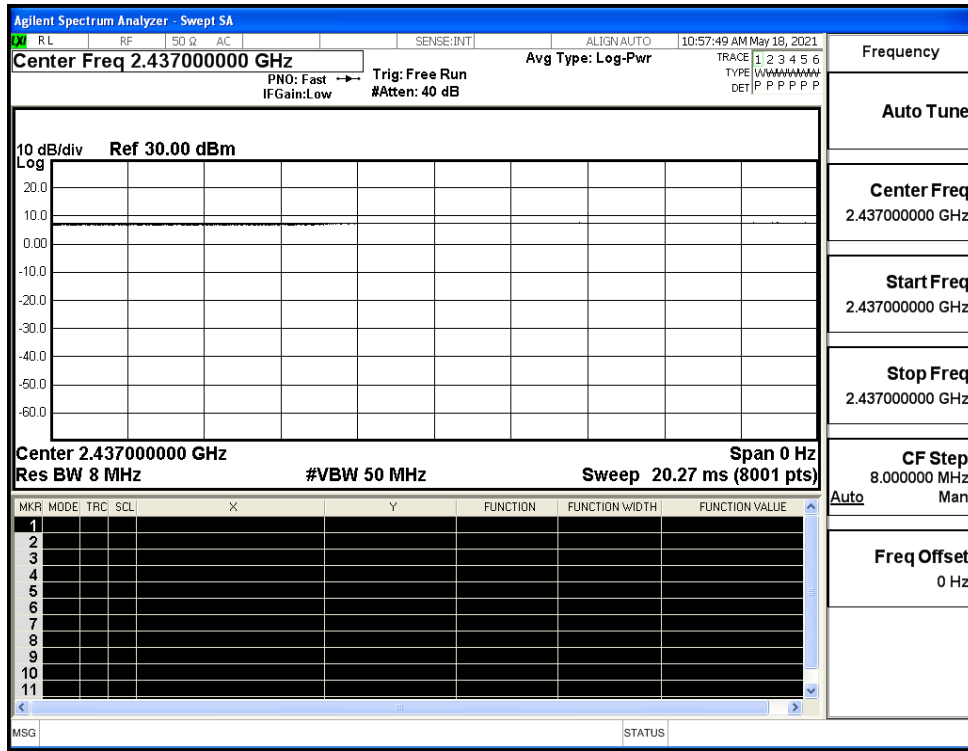 Agilent Spectrum Analyzer - Swept SA
LXI RL RF 50 Ω AC SENSE:INT ALIGNAUTO 10:57:49 AM May 18, 2021
Center Freq 2.437000000 GHz
PNO: Fast
IFGain:Low
Trig: Free Run
#Atten: 40 dB
Avg Type: Log-Pwr
TRACE 1 2 3 4 5 6
TYPE
DET P P P P P P
10 dB/div Ref 30.00 dBm
Log
20.0
10.0
0.00
-10.0
-20.0
-30.0
-40.0
-50.0
-60.0
Center 2.437000000 GHz Span 0 Hz
Res BW 8 MHz #VBW 50 MHz Sweep 20.27 ms (8001 pts)
MKR MODE TRC SCL X Y FUNCTION FUNCTION WIDTH FUNCTION VALUE
1
2
3
4
5
6
7
8
9
10
11
MSG STATUS
Frequency
Auto Tune
Center Freq
2.437000000 GHz
Start Freq
2.437000000 GHz
Stop Freq
2.437000000 GHz
CF Step
8.000000 MHz
Auto Man
Freq Offset
0 Hz